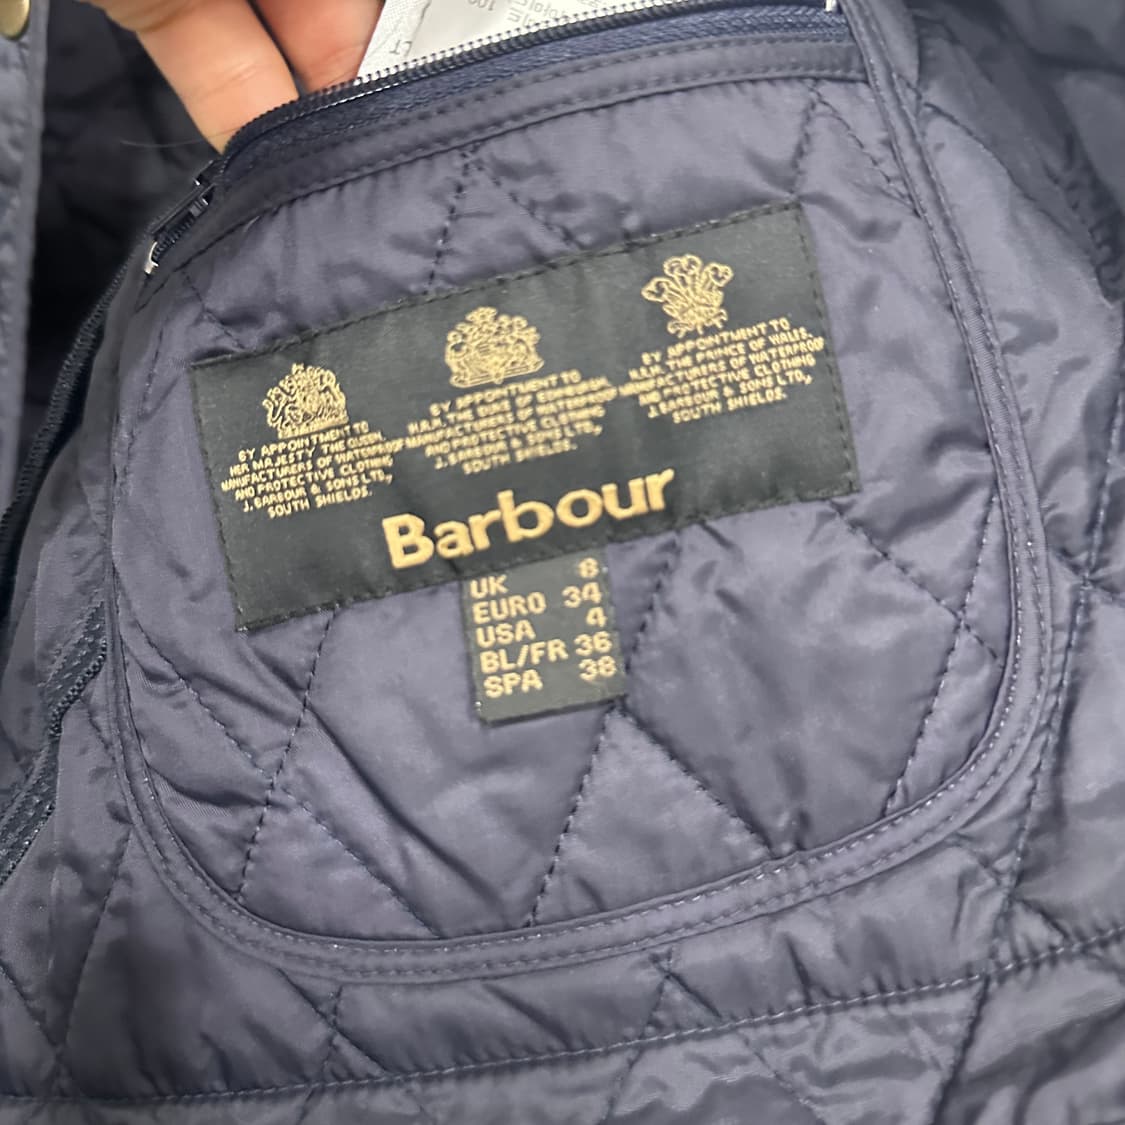 BY APPOINTMENT TO
HER MAJESTY THE QUEEN.
MANUFACTURERS OF WATERPROOF
AND PROTECTIVE CLOTHING
J. BARBOUR & SONS LTD,
SOUTH SHIELDS.
BY APPOINTMENT TO
H.R.H. THE DUKE OF EDINBURGH.
MANUFACTURERS OF WATERPROOF
AND PROTECTIVE CLOTHING
J. BARBOUR & SONS LTD,
SOUTH SHIELDS.
BY APPOINTMENT TO
H.R.H. THE PRINCE OF WALES.
MANUFACTURERS OF WATERPROOF
AND PROTECTIVE CLOTHING
J. BARBOUR & SONS LTD,
SOUTH SHIELDS.
Barbour
UK 8
EURO 34
USA 4
BL/FR 36
SPA 38